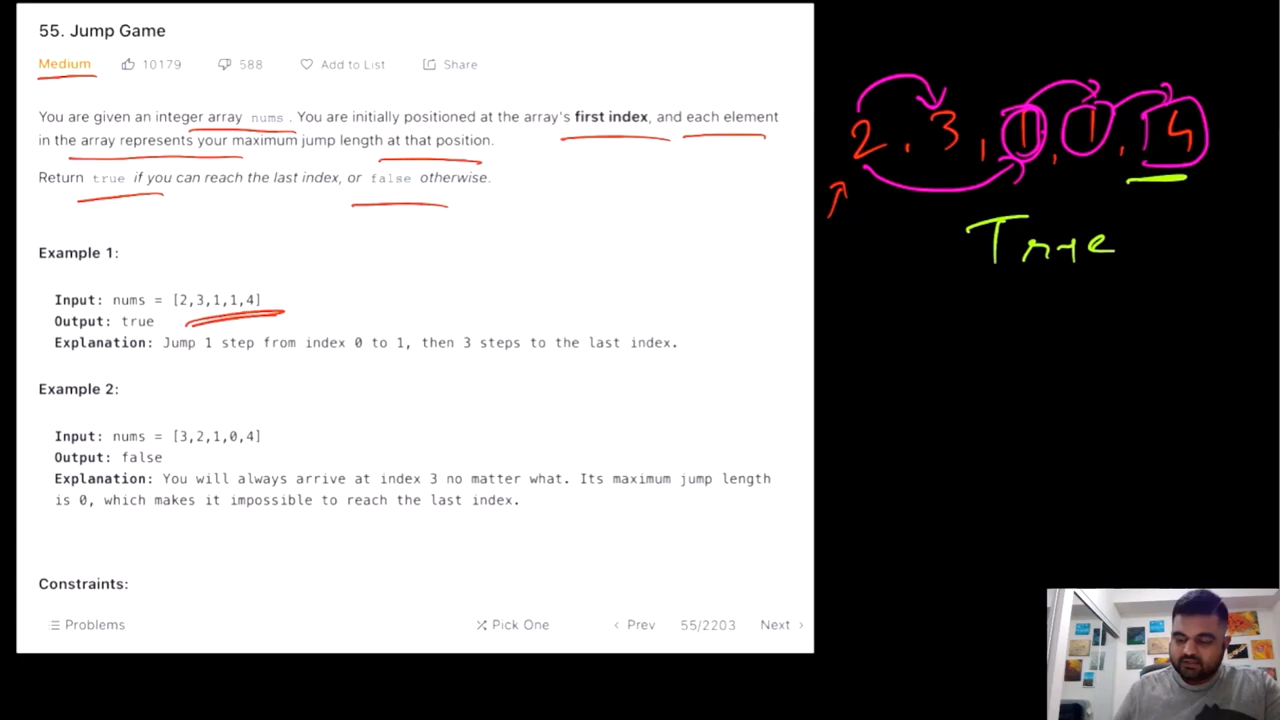 55. Jump Game
Medium 10179 588 Add to List Share
You are given an integer array nums. You are initially positioned at the array's first index, and each element
in the array represents your maximum jump length at that position.
Return true if you can reach the last index, or false otherwise.
Example 1:
Input: nums = [2,3,1,1,4]
Output: true
Explanation: Jump 1 step from index 0 to 1, then 3 steps to the last index.
Example 2:
Input: nums = [3,2,1,0,4]
Output: false
Explanation: You will always arrive at index 3 no matter what. Its maximum jump length
is 0, which makes it impossible to reach the last index.
Constraints:
Problems Pick One < Prev 55/2203 Next >
2, 3, 1, 1, 4
True